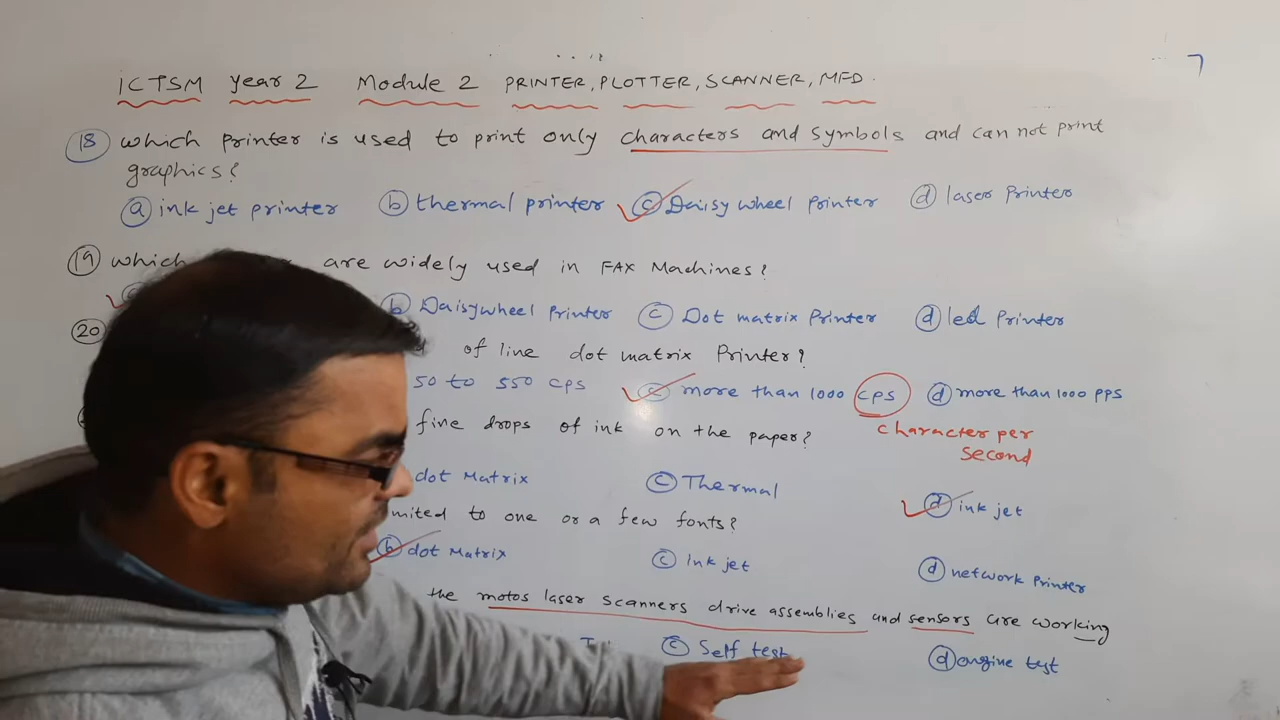 7
ICTSM year 2 Module 2 PRINTER, PLOTTER, SCANNER, MFD.
18 which Printer is used to print only characters and symbols and can not print
graphics?
a ink jet printer b thermal printer c Daisy wheel Printer d laser Printer
19 which are widely used in FAX Machines?
b Daisywheel Printer c Dot matrix Printer d led Printer
20 of line dot matrix Printer?
50 to 550 cps c more than 1000 cps d more than 1000 PPS
fine drops of ink on the paper? character per
second
dot Matrix c Thermal d ink jet
mited to one or a few fonts?
b dot Matrix c Ink jet d network Printer
the motos laser scanners drive assemblies and sensors are working
c Self test d engine test